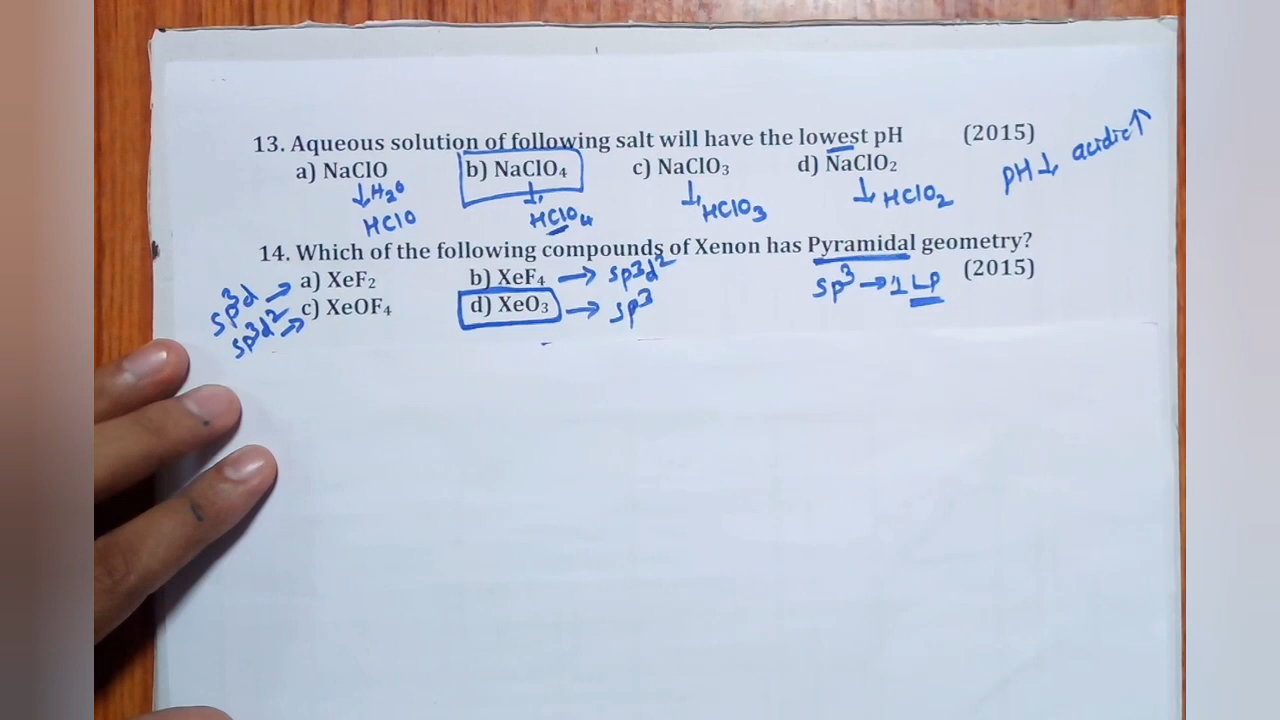 13. Aqueous solution of following salt will have the lowest pH (2015)
a) NaClO b) NaClO₄ c) NaClO₃ d) NaClO₂
pH↓ acidic↑
↓H₂O ↓ ↓ ↓
HClO HClO₄ HClO₃ HClO₂
14. Which of the following compounds of Xenon has Pyramidal geometry?
(2015)
sp³d → a) XeF₂ b) XeF₄ → sp³d²
sp³ → 1 LP
sp³d² → c) XeOF₄ d) XeO₃ → sp³